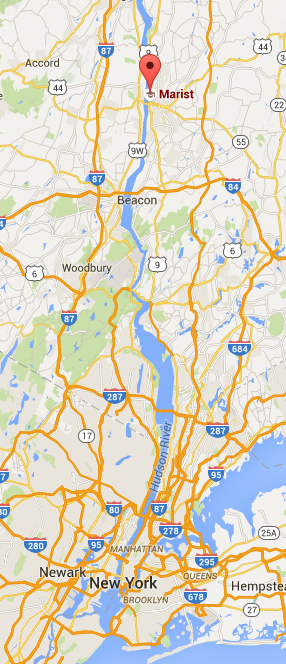 87
9
44
Accord
44
Marist
9W
55
87
84
Beacon
6
Woodbury
9
6
87
684
287
17
287
Hudson River
95
80
87
278
25A
280
95
MANHATTAN
295
Newark
New York
QUEENS
Hempste
BROOKLYN
678
27